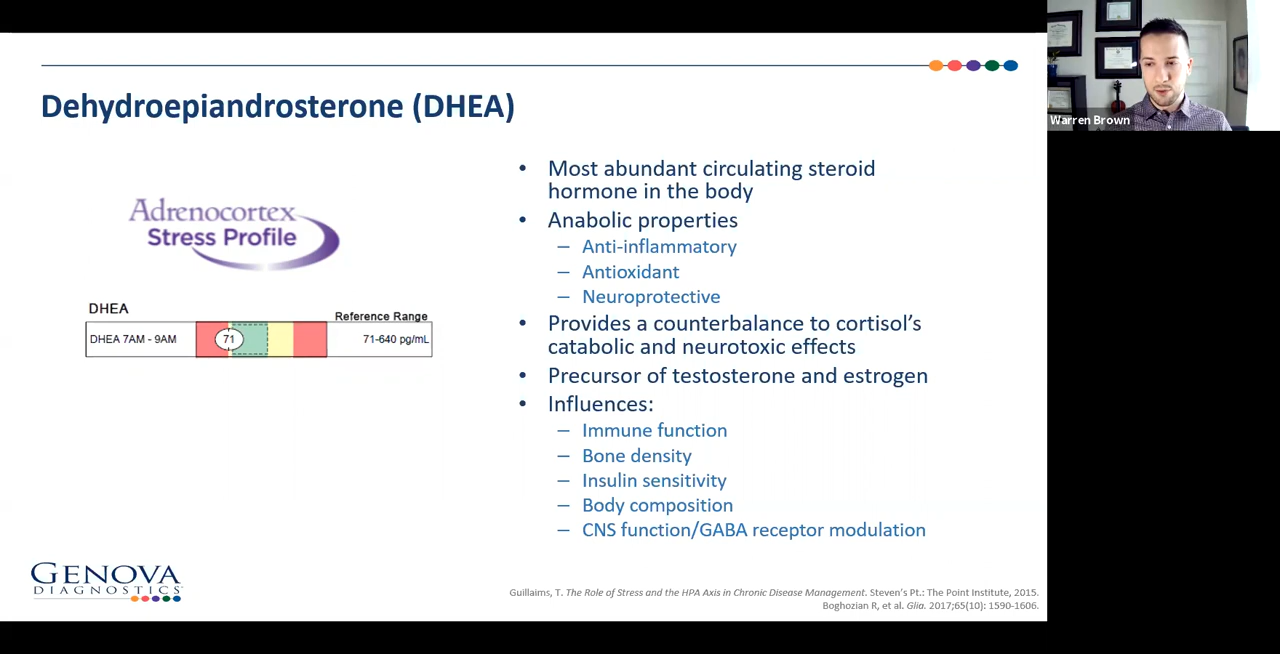 Dehydroepiandrosterone (DHEA)
Warren Brown
Adrenocortex
Stress Profile
DHEA
Reference Range
DHEA 7AM - 9AM
71
71-640 pg/mL
• Most abundant circulating steroid
hormone in the body
• Anabolic properties
– Anti-inflammatory
– Antioxidant
– Neuroprotective
• Provides a counterbalance to cortisol’s
catabolic and neurotoxic effects
• Precursor of testosterone and estrogen
• Influences:
– Immune function
– Bone density
– Insulin sensitivity
– Body composition
– CNS function/GABA receptor modulation
GENOVA
DIAGNOSTICS
Guillaims, T. The Role of Stress and the HPA Axis in Chronic Disease Management. Steven’s Pt.: The Point Institute, 2015.
Boghozian R, et al. Glia. 2017;65(10): 1590-1606.